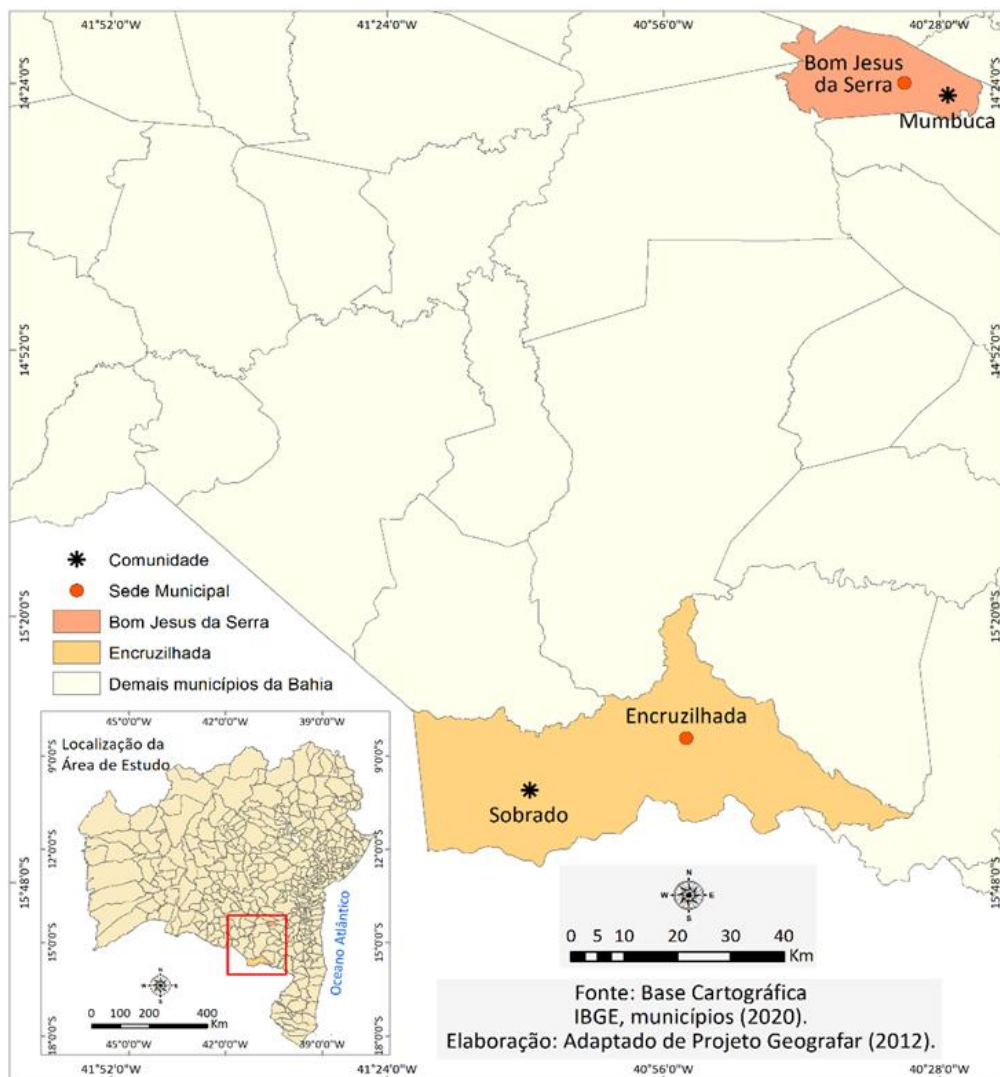 41°52'0"W
41°24'0"W
40°56'0"W
40°28'0"W
14°24'0"S
14°24'0"S
Bom Jesus
da Serra
Mumbuca
14°52'0"S
14°52'0"S
Comunidade
Sede Municipal
Bom Jesus da Serra
Encruzilhada
Demais municípios da Bahia
15°20'0"S
15°20'0"S
Encruzilhada
Sobrado
45°0'0"W
42°0'0"W
39°0'0"W
Localização da
Área de Estudo
9°0'0"S
9°0'0"S
12°0'0"S
12°0'0"S
15°48'0"S
15°48'0"S
15°0'0"S
15°0'0"S
Oceano Atlântico
N
W E
S
0 100 200 400
Km
18°0'0"S
18°0'0"S
45°0'0"W
42°0'0"W
39°0'0"W
N
W E
S
0 5 10 20 30 40
Km
Fonte: Base Cartográfica
IBGE, municípios (2020).
Elaboração: Adaptado de Projeto Geografar (2012).
41°52'0"W
41°24'0"W
40°56'0"W
40°28'0"W